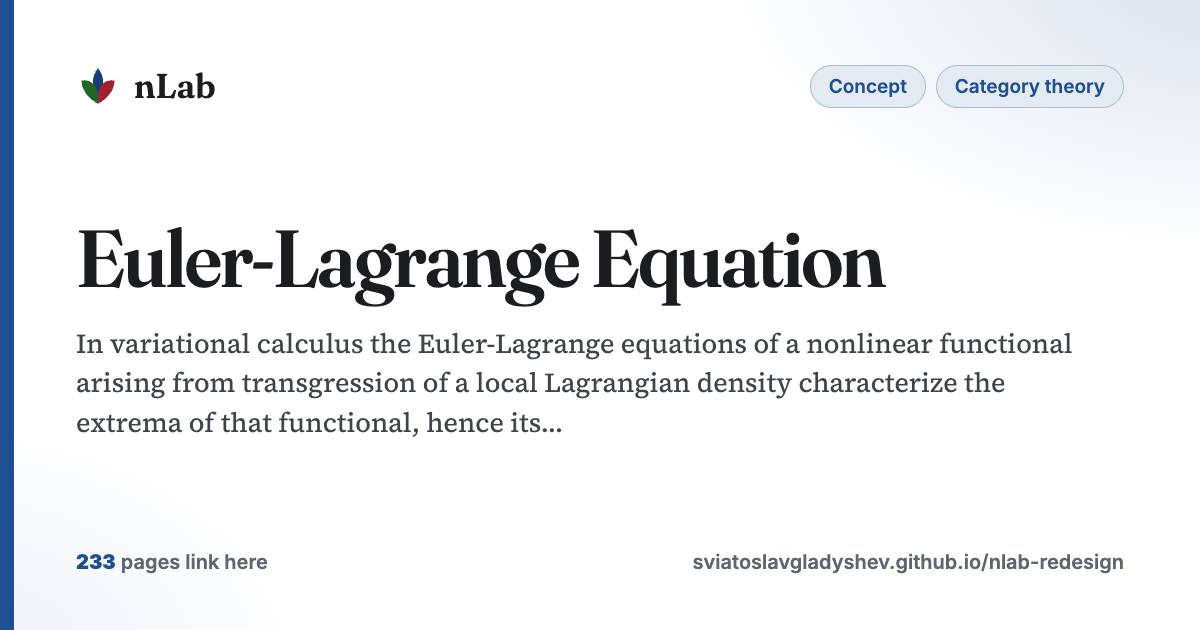 nLab
Concept
Category theory
Euler-Lagrange Equation
In variational calculus the Euler-Lagrange equations of a nonlinear functional
arising from transgression of a local Lagrangian density characterize the
extrema of that functional, hence its...
233 pages link here
sviatoslavgladyshev.github.io/nlab-redesign